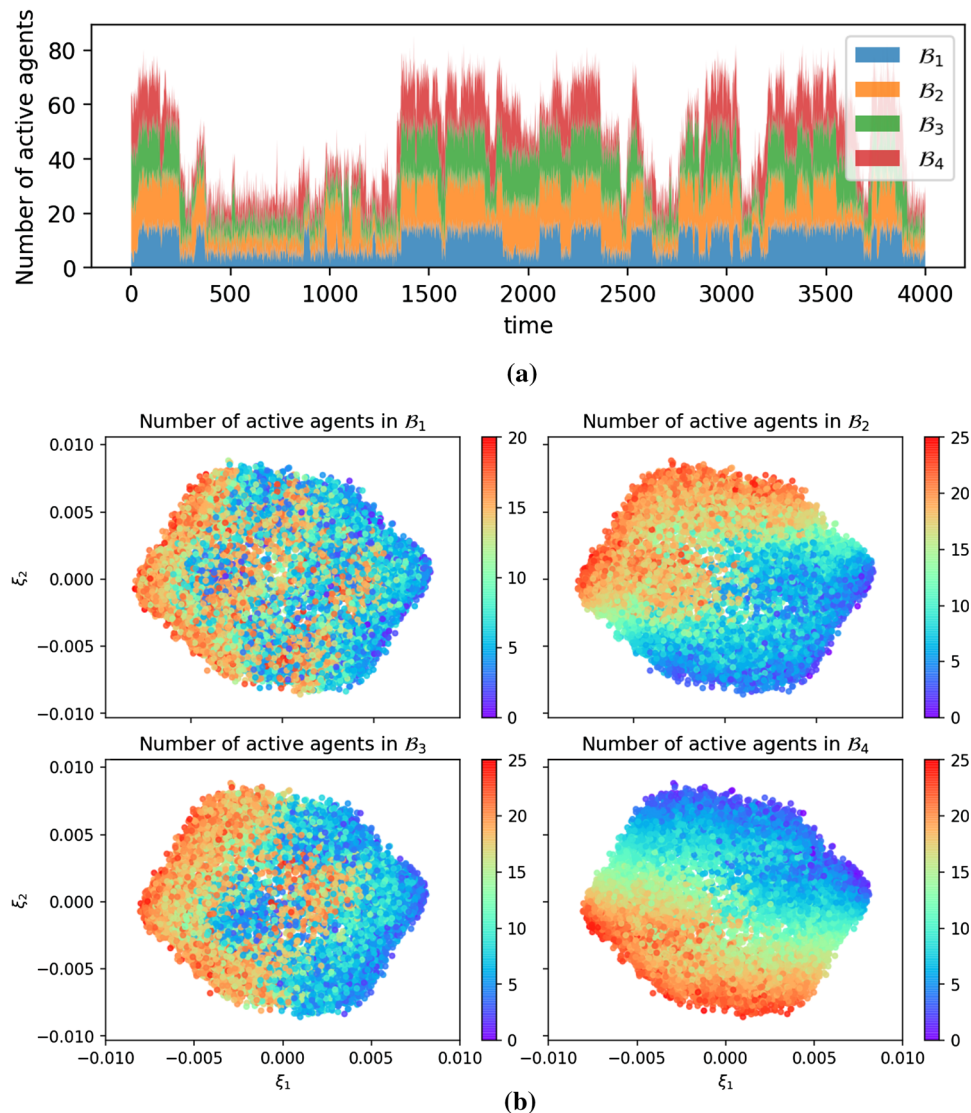 Number of active agents
80
60
40
20
0
0 500 1000 1500 2000 2500 3000 3500 4000
time
ℬ₁
ℬ₂
ℬ₃
ℬ₄
(a)
Number of active agents in ℬ₁
Number of active agents in ℬ₂
0.010
0.005
0.000
−0.005
−0.010
ξ₂
20
15
10
5
0
25
20
15
10
5
0
Number of active agents in ℬ₃
Number of active agents in ℬ₄
0.010
0.005
0.000
−0.005
−0.010
ξ₂
25
20
15
10
5
0
25
20
15
10
5
0
−0.010 −0.005 0.000 0.005 0.010
−0.010 −0.005 0.000 0.005 0.010
ξ₁
ξ₁
(b)